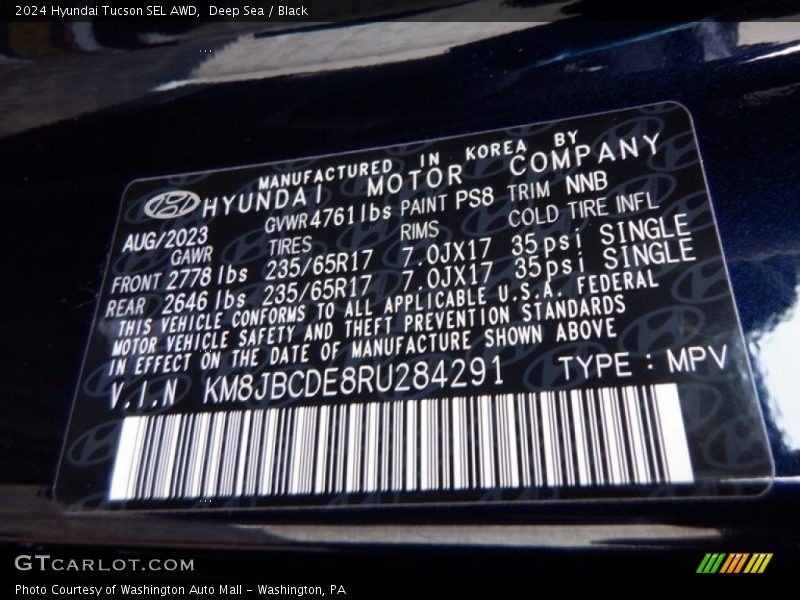 2024 Hyundai Tucson SEL AWD,  Deep Sea / Black
MANUFACTURED IN KOREA BY
HYUNDAI MOTOR COMPANY
AUG/2023 GVWR 4761 lbs PAINT PS8 TRIM NNB
GAWR TIRES RIMS COLD TIRE INFL
FRONT 2778 lbs 235/65R17 7.0JX17 35psi SINGLE
REAR 2646 lbs 235/65R17 7.0JX17 35psi SINGLE
THIS VEHICLE CONFORMS TO ALL APPLICABLE U.S.A. FEDERAL
MOTOR VEHICLE SAFETY AND THEFT PREVENTION STANDARDS
IN EFFECT ON THE DATE OF MANUFACTURE SHOWN ABOVE
V.I.N KM8JBCDE8RU284291 TYPE : MPV
GTCARLOT.COM
Photo Courtesy of Washington Auto Mall - Washington, PA